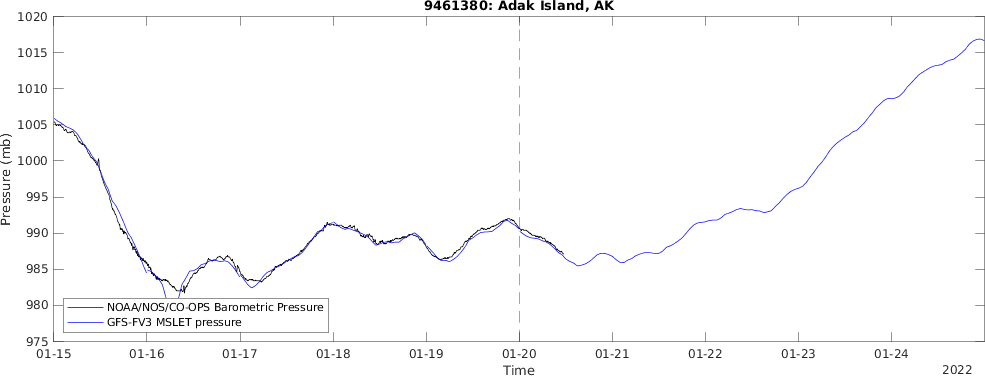 9461380: Adak Island, AK
1020
1015
1010
1005
1000
995
990
985
980
975
Pressure (mb)
NOAA/NOS/CO-OPS Barometric Pressure
GFS-FV3 MSLET pressure
01-15 01-16 01-17 01-18 01-19 01-20 01-21 01-22 01-23 01-24
Time
2022